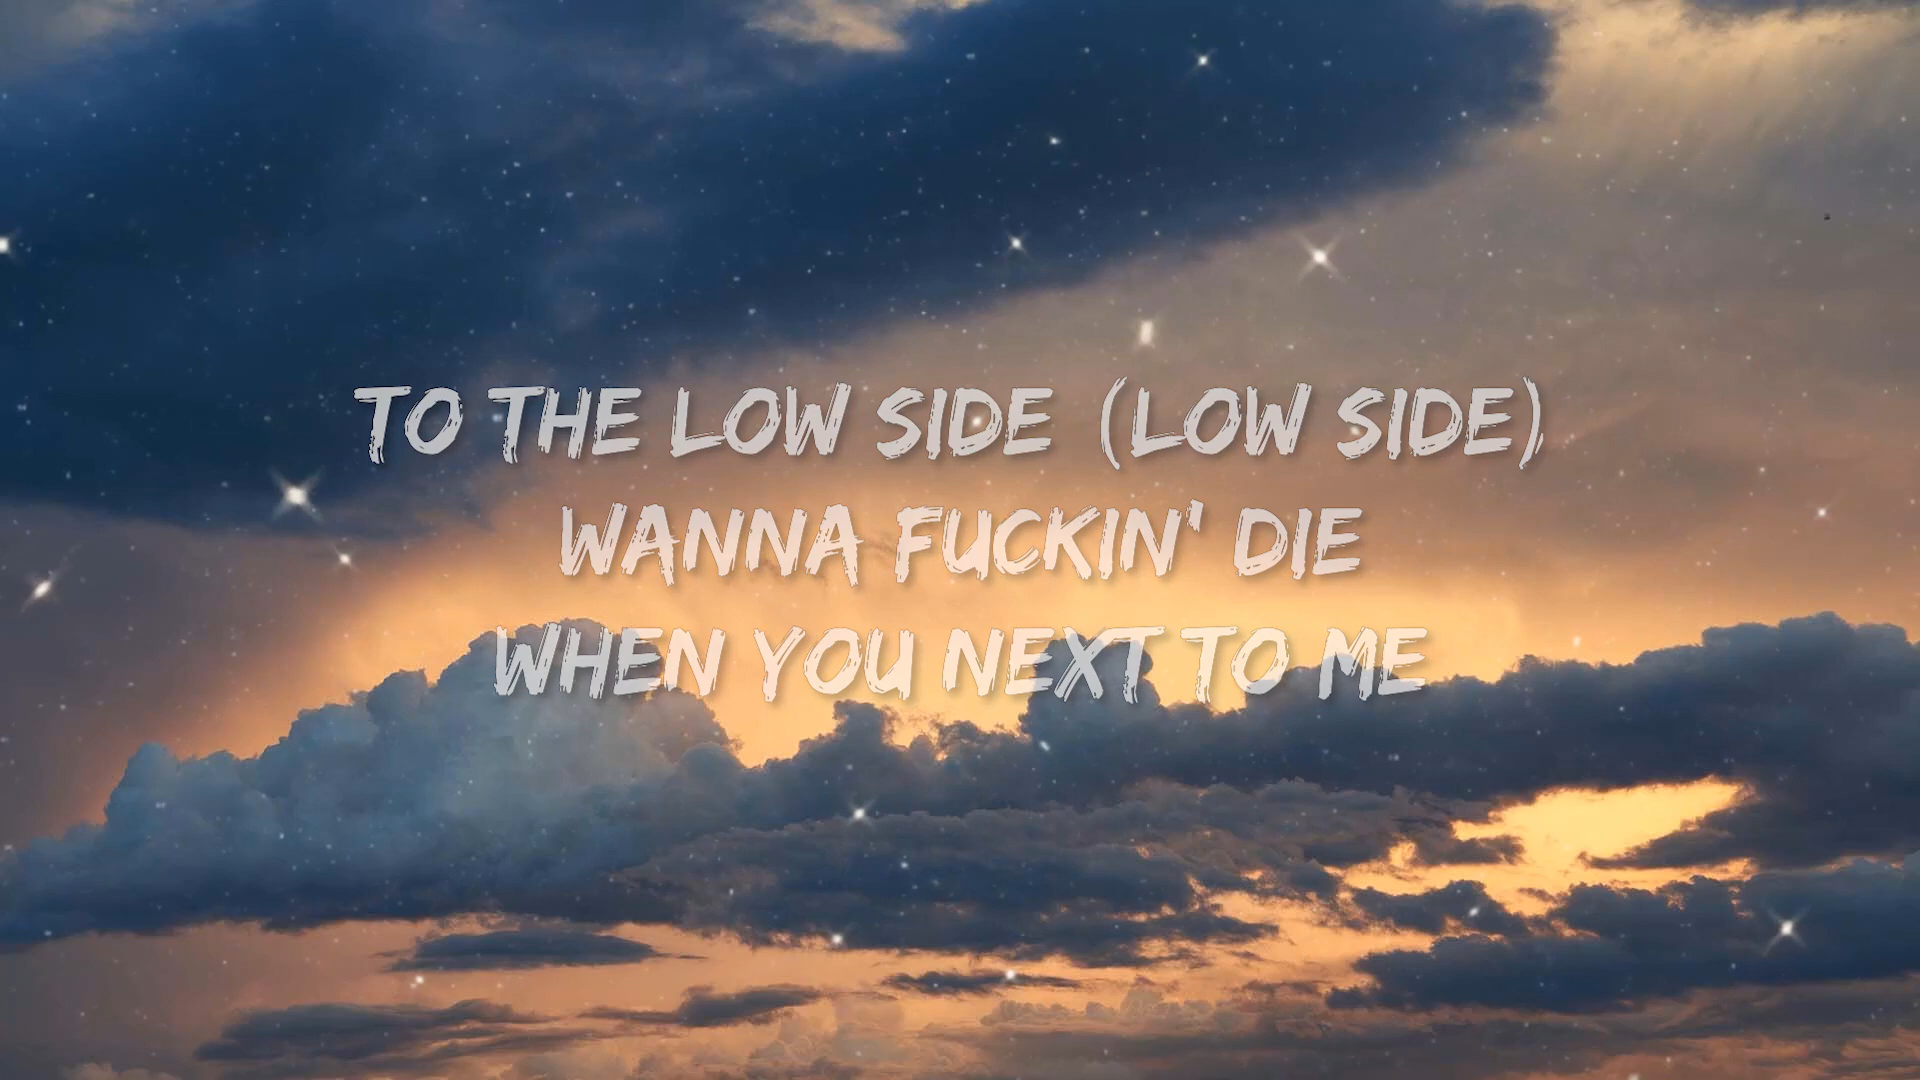 TO THE LOW SIDE (LOW SIDE)
WANNA FUCKIN' DIE
WHEN YOU NEXT TO ME